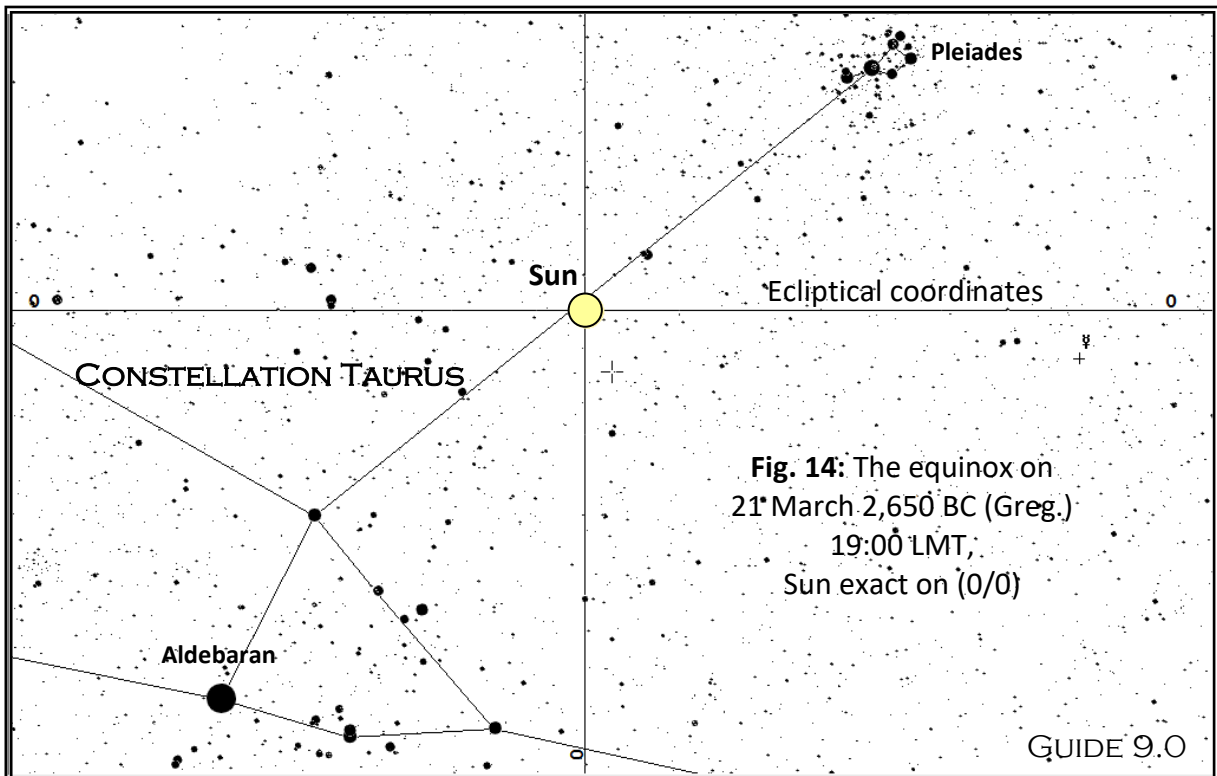 Pleiades
Sun
Ecliptical coordinates
0
0
☿
CONSTELLATION TAURUS
Fig. 14: The equinox on
21 March 2,650 BC (Greg.)
19:00 LMT,
Sun exact on (0/0)
Aldebaran
0
GUIDE 9.0